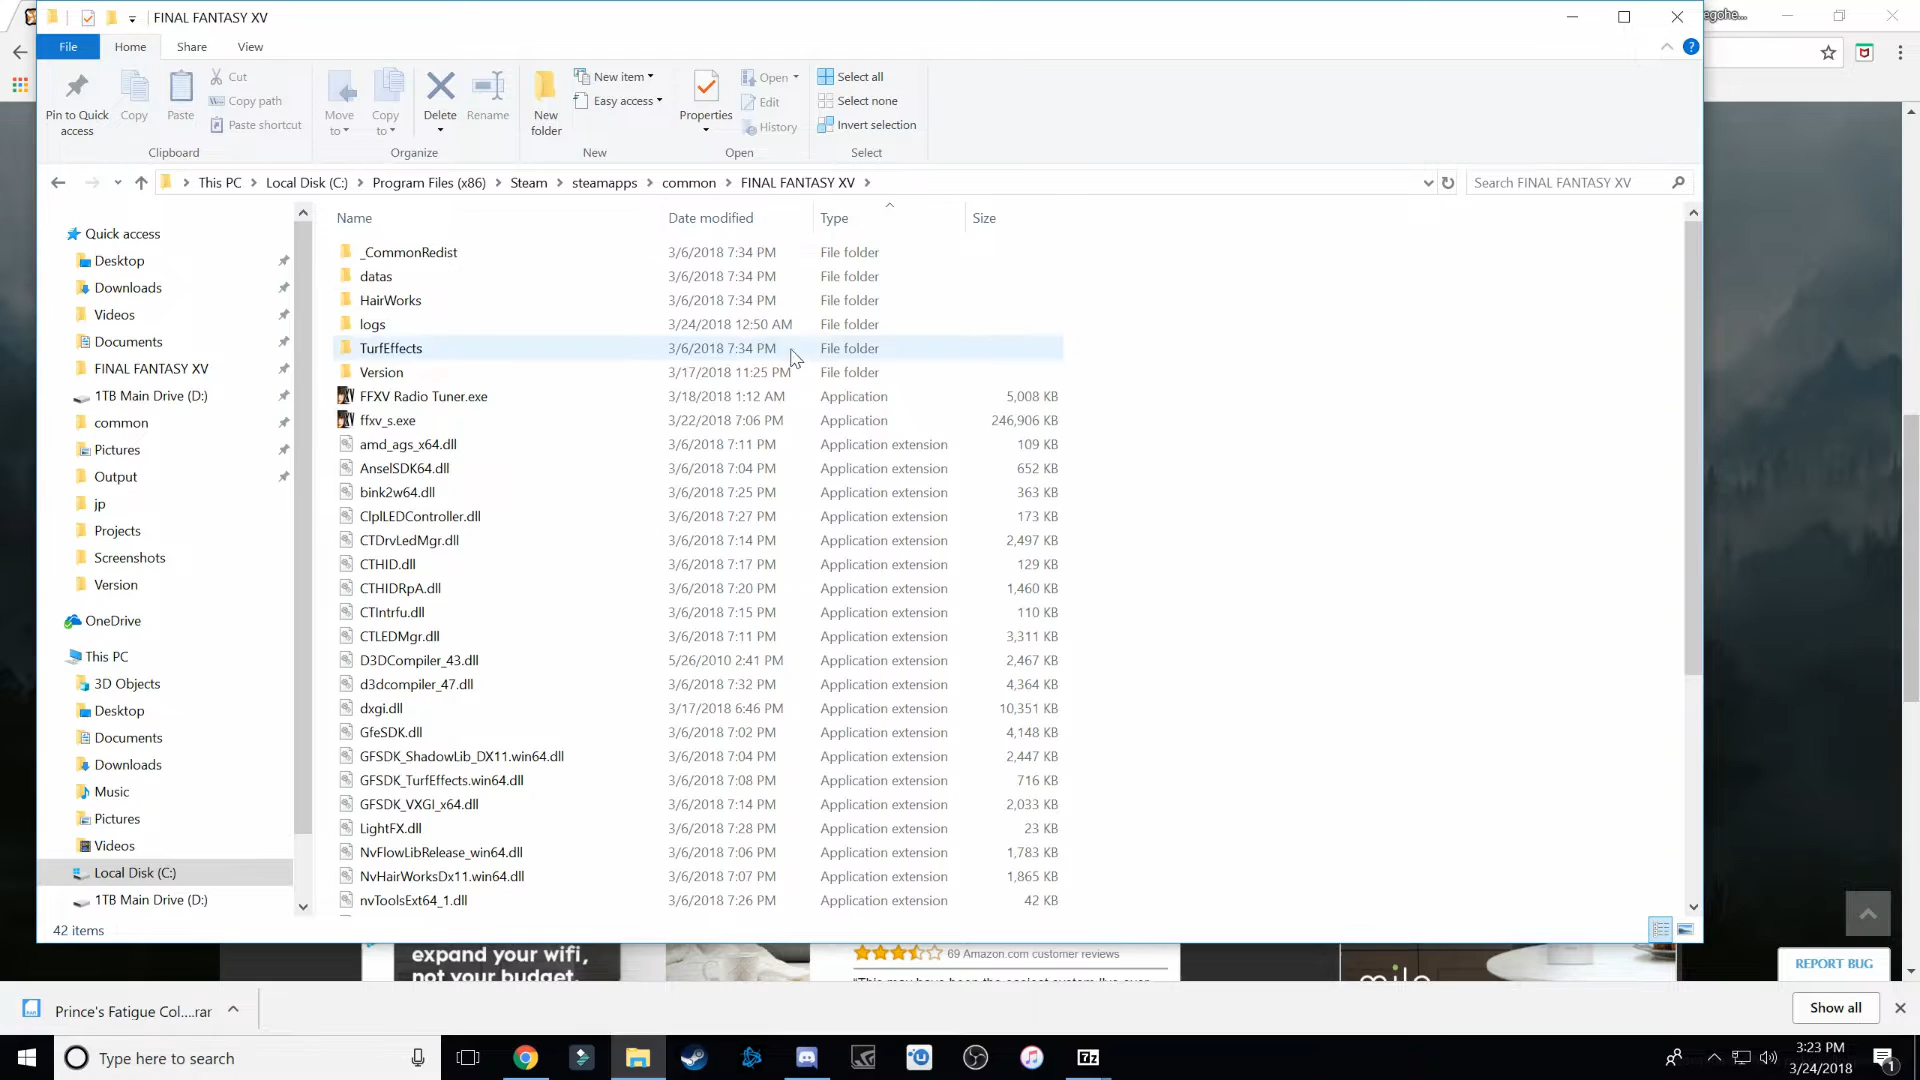 FINAL FANTASY XV
egohe...
File Home Share View
Pin to Quick access
Copy
Paste
Cut
Copy path
Paste shortcut
Move to
Copy to
Delete
Rename
New folder
New item
Easy access
Properties
Open
Edit
History
Select all
Select none
Invert selection
Clipboard Organize New Open Select
This PC > Local Disk (C:) > Program Files (x86) > Steam > steamapps > common > FINAL FANTASY XV >
Search FINAL FANTASY XV
Quick access
Desktop
Downloads
Videos
Documents
FINAL FANTASY XV
1TB Main Drive (D:)
common
Pictures
Output
jp
Projects
Screenshots
Version
OneDrive
This PC
3D Objects
Desktop
Documents
Downloads
Music
Pictures
Videos
Local Disk (C:)
1TB Main Drive (D:)
Name Date modified Type Size
_CommonRedist 3/6/2018 7:34 PM File folder
datas 3/6/2018 7:34 PM File folder
HairWorks 3/6/2018 7:34 PM File folder
logs 3/24/2018 12:50 AM File folder
TurfEffects 3/6/2018 7:34 PM File folder
Version 3/17/2018 11:25 PM File folder
FFXV Radio Tuner.exe 3/18/2018 1:12 AM Application 5,008 KB
ffxv_s.exe 3/22/2018 7:06 PM Application 246,906 KB
amd_ags_x64.dll 3/6/2018 7:11 PM Application extension 109 KB
AnselSDK64.dll 3/6/2018 7:04 PM Application extension 652 KB
bink2w64.dll 3/6/2018 7:25 PM Application extension 363 KB
ClplLEDController.dll 3/6/2018 7:27 PM Application extension 173 KB
CTDrvLedMgr.dll 3/6/2018 7:14 PM Application extension 2,497 KB
CTHID.dll 3/6/2018 7:17 PM Application extension 129 KB
CTHIDRpA.dll 3/6/2018 7:20 PM Application extension 1,460 KB
CTIntrfu.dll 3/6/2018 7:15 PM Application extension 110 KB
CTLEDMgr.dll 3/6/2018 7:11 PM Application extension 3,311 KB
D3DCompiler_43.dll 5/26/2010 2:41 PM Application extension 2,467 KB
d3dcompiler_47.dll 3/6/2018 7:32 PM Application extension 4,364 KB
dxgi.dll 3/17/2018 6:46 PM Application extension 10,351 KB
GfeSDK.dll 3/6/2018 7:02 PM Application extension 4,148 KB
GFSDK_ShadowLib_DX11.win64.dll 3/6/2018 7:04 PM Application extension 2,447 KB
GFSDK_TurfEffects.win64.dll 3/6/2018 7:08 PM Application extension 716 KB
GFSDK_VXGI_x64.dll 3/6/2018 7:14 PM Application extension 2,033 KB
LightFX.dll 3/6/2018 7:28 PM Application extension 23 KB
NvFlowLibRelease_win64.dll 3/6/2018 7:06 PM Application extension 1,783 KB
NvHairWorksDx11.win64.dll 3/6/2018 7:07 PM Application extension 1,865 KB
nvToolsExt64_1.dll 3/6/2018 7:26 PM Application extension 42 KB
42 items
expand your wifi,
not your budget.
69 Amazon.com customer reviews
REPORT BUG
Prince's Fatigue Col....rar
Show all
Type here to search
7z
3:23 PM
3/24/2018
1